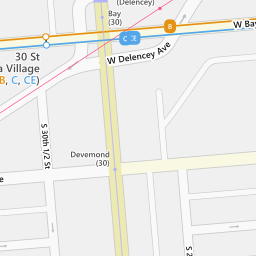 (Delencey)
Bay
(30)
B
W Bay
C
CE
W Delencey Ave
30 St
a Village
B, C, CE)
S 30th 1/2 St
Devemond
(30)
e
S 2